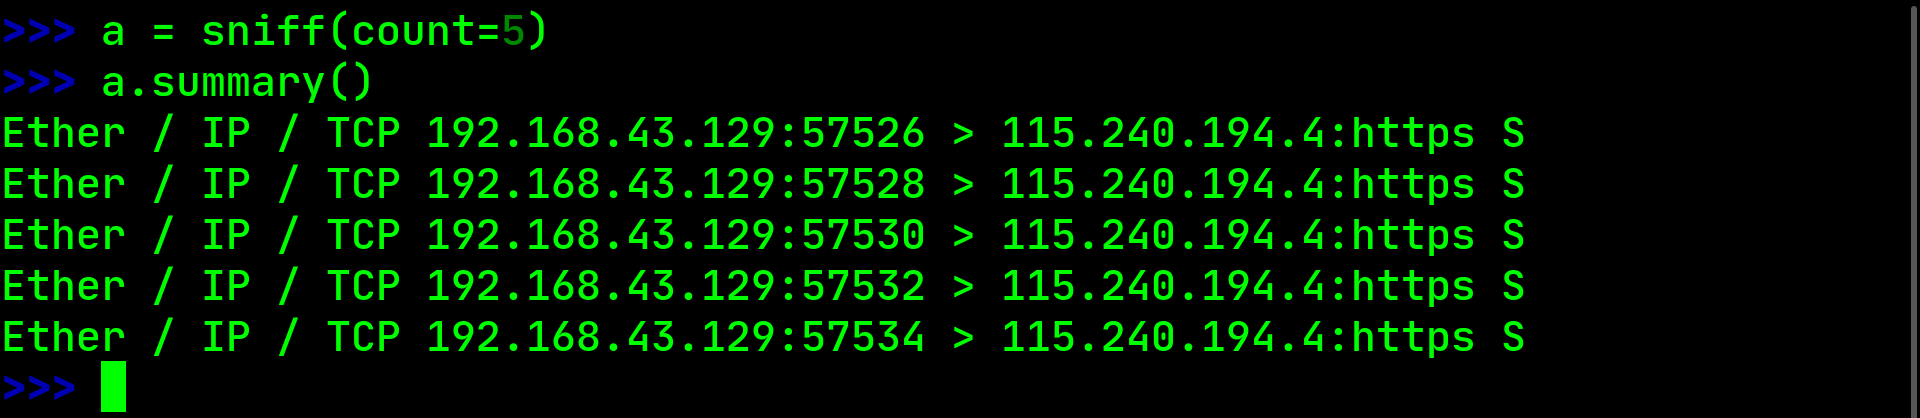 >>> a = sniff(count=5)
>>> a.summary()
Ether / IP / TCP 192.168.43.129:57526 > 115.240.194.4:https S
Ether / IP / TCP 192.168.43.129:57528 > 115.240.194.4:https S
Ether / IP / TCP 192.168.43.129:57530 > 115.240.194.4:https S
Ether / IP / TCP 192.168.43.129:57532 > 115.240.194.4:https S
Ether / IP / TCP 192.168.43.129:57534 > 115.240.194.4:https S
>>>